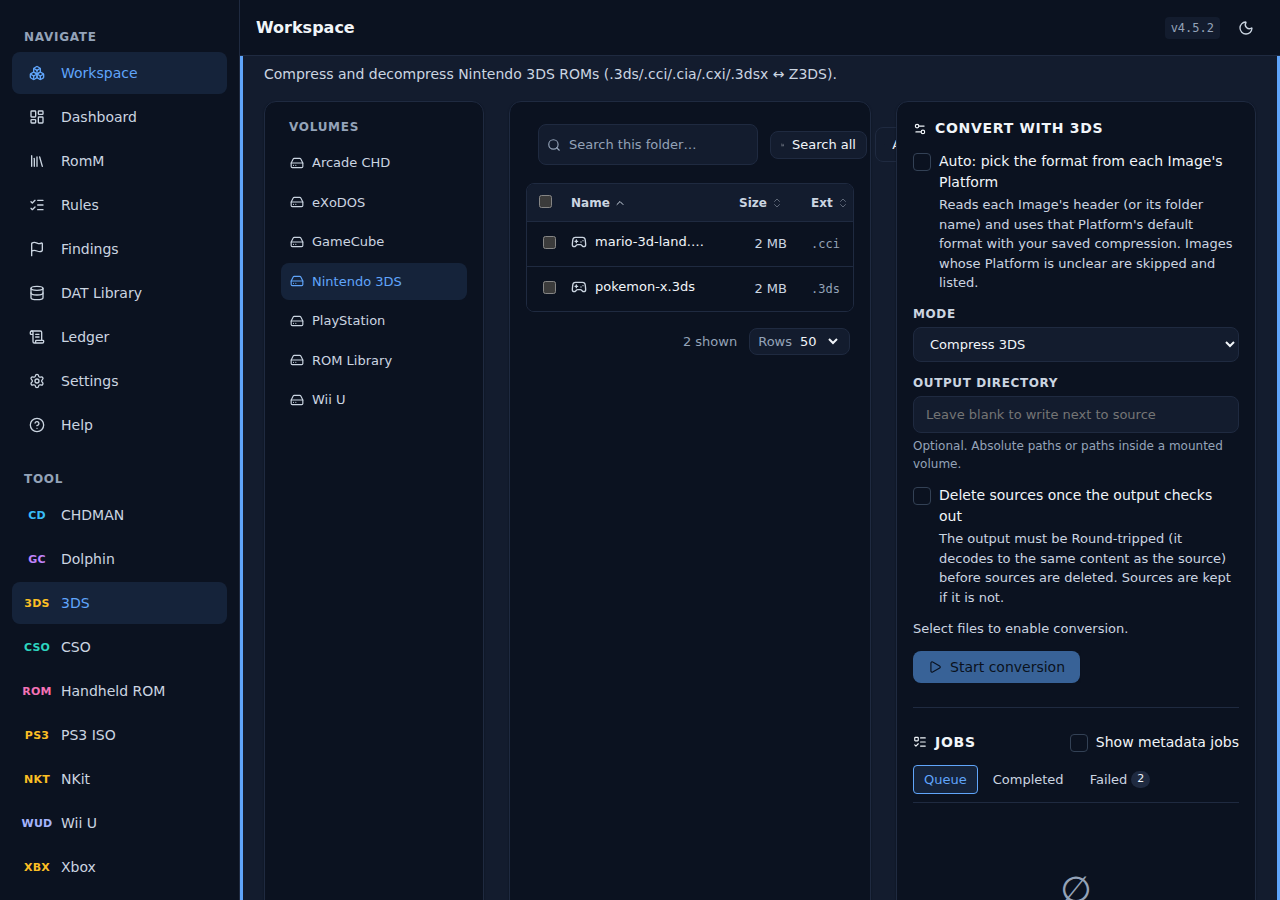 NAVIGATE
Workspace
Dashboard
RomM
Rules
Findings
DAT Library
Ledger
Settings
Help
TOOL
CD CHDMAN
GC Dolphin
3DS 3DS
CSO CSO
ROM Handheld ROM
PS3 PS3 ISO
NKT NKit
WUD Wii U
XBX Xbox
Workspace
v4.5.2
Compress and decompress Nintendo 3DS ROMs (.3ds/.cci/.cia/.cxi/.3dsx ↔ Z3DS).
VOLUMES
Arcade CHD
eXoDOS
GameCube
Nintendo 3DS
PlayStation
ROM Library
Wii U
Search this folder…
Search all
Name Size Ext
mario-3d-land.… 2 MB .cci
pokemon-x.3ds 2 MB .3ds
2 shown Rows 50
CONVERT WITH 3DS
Auto: pick the format from each Image's
Platform
Reads each Image's header (or its folder
name) and uses that Platform's default
format with your saved compression. Images
whose Platform is unclear are skipped and
listed.
MODE
Compress 3DS
OUTPUT DIRECTORY
Leave blank to write next to source
Optional. Absolute paths or paths inside a mounted
volume.
Delete sources once the output checks
out
The output must be Round-tripped (it
decodes to the same content as the source)
before sources are deleted. Sources are kept
if it is not.
Select files to enable conversion.
Start conversion
JOBS
Show metadata jobs
Queue Completed Failed 2